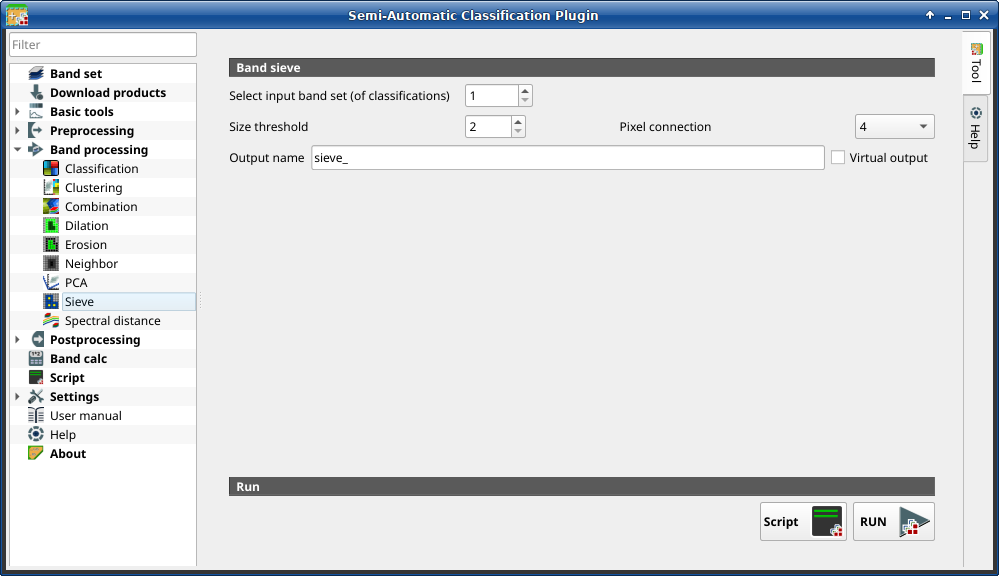 Semi-Automatic Classification Plugin
Filter
Band set
Download products
Basic tools
Preprocessing
Band processing
Classification
Clustering
Combination
Dilation
Erosion
Neighbor
PCA
Sieve
Spectral distance
Postprocessing
Band calc
Script
Settings
User manual
Help
About
Band sieve
Select input band set (of classifications) 1
Size threshold 2 Pixel connection 4
Output name sieve_ Virtual output
Run
Script RUN
Tool
Help